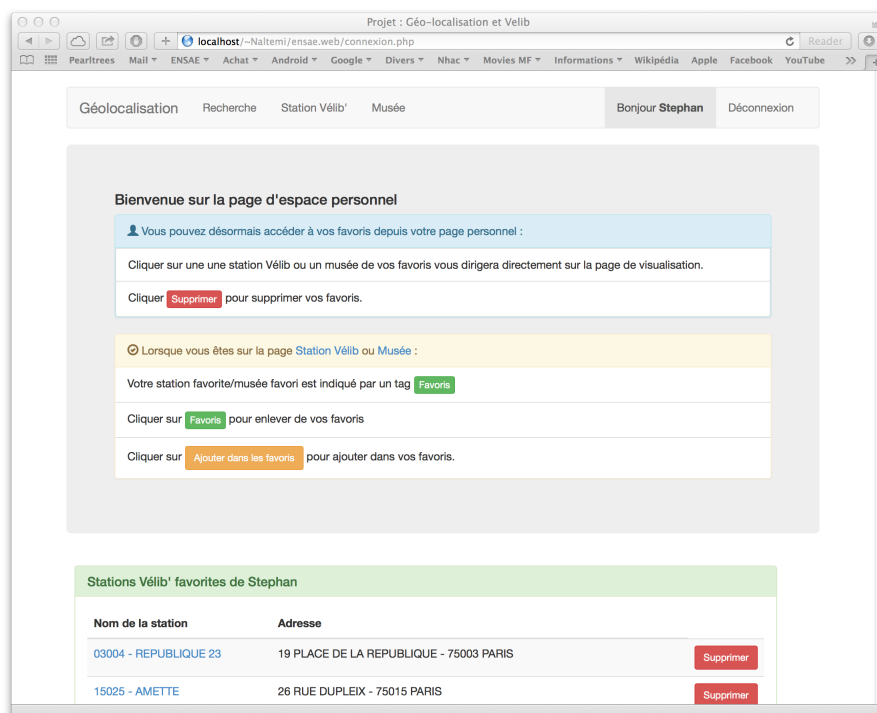 Projet : Géo-localisation et Velib
localhost/~Naltemi/ensae.web/connexion.php
Reader
Pearltrees Mail ENSAE Achat Android Google Divers Nhac Movies MF Informations Wikipédia Apple Facebook YouTube >>
Géolocalisation Recherche Station Vélib' Musée Bonjour Stephan Déconnexion
Bienvenue sur la page d'espace personnel
Vous pouvez désormais accéder à vos favoris depuis votre page personnel :
Cliquer sur une une station Vélib ou un musée de vos favoris vous dirigera directement sur la page de visualisation.
Cliquer Supprimer pour supprimer vos favoris.
Lorsque vous êtes sur la page Station Vélib ou Musée :
Votre station favorite/musée favori est indiqué par un tag Favoris
Cliquer sur Favoris pour enlever de vos favoris
Cliquer sur Ajouter dans les favoris pour ajouter dans vos favoris.
Stations Vélib' favorites de Stephan
Nom de la station Adresse
03004 - REPUBLIQUE 23 19 PLACE DE LA REPUBLIQUE - 75003 PARIS Supprimer
15025 - AMETTE 26 RUE DUPLEIX - 75015 PARIS Supprimer